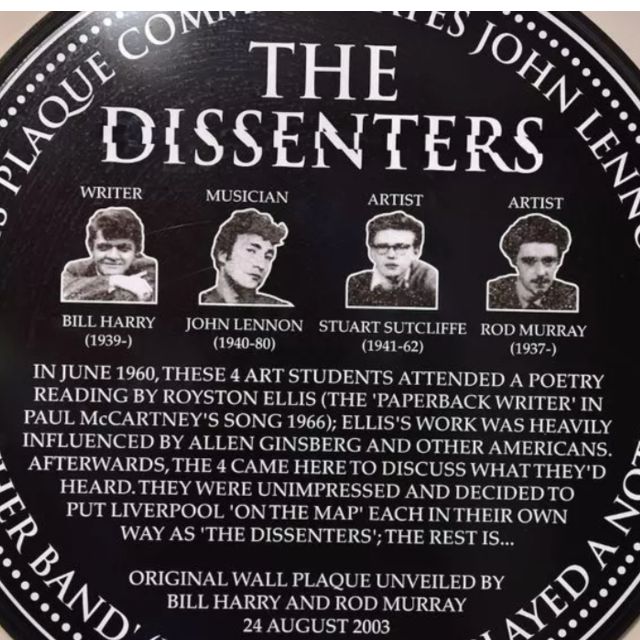 PLAQUE COMM
JOHN LENN
THE
DISSENTERS
WRITER MUSICIAN ARTIST ARTIST
BILL HARRY JOHN LENNON STUART SUTCLIFFE ROD MURRAY
(1939-) (1940-80) (1941-62) (1937-)
IN JUNE 1960, THESE 4 ART STUDENTS ATTENDED A POETRY
READING BY ROYSTON ELLIS (THE 'PAPERBACK WRITER' IN
PAUL McCARTNEY'S SONG 1966); ELLIS'S WORK WAS HEAVILY
INFLUENCED BY ALLEN GINSBERG AND OTHER AMERICANS.
AFTERWARDS, THE 4 CAME HERE TO DISCUSS WHAT THEY'D
HEARD. THEY WERE UNIMPRESSED AND DECIDED TO
PUT LIVERPOOL 'ON THE MAP' EACH IN THEIR OWN
WAY AS 'THE DISSENTERS'; THE REST IS...
ORIGINAL WALL PLAQUE UNVEILED BY
BILL HARRY AND ROD MURRAY
24 AUGUST 2003
HER BAND'
LAYED A NOT